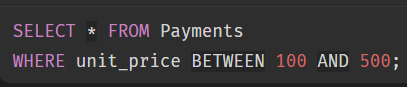 SELECT * FROM Payments
WHERE unit_price BETWEEN 100 AND 500;